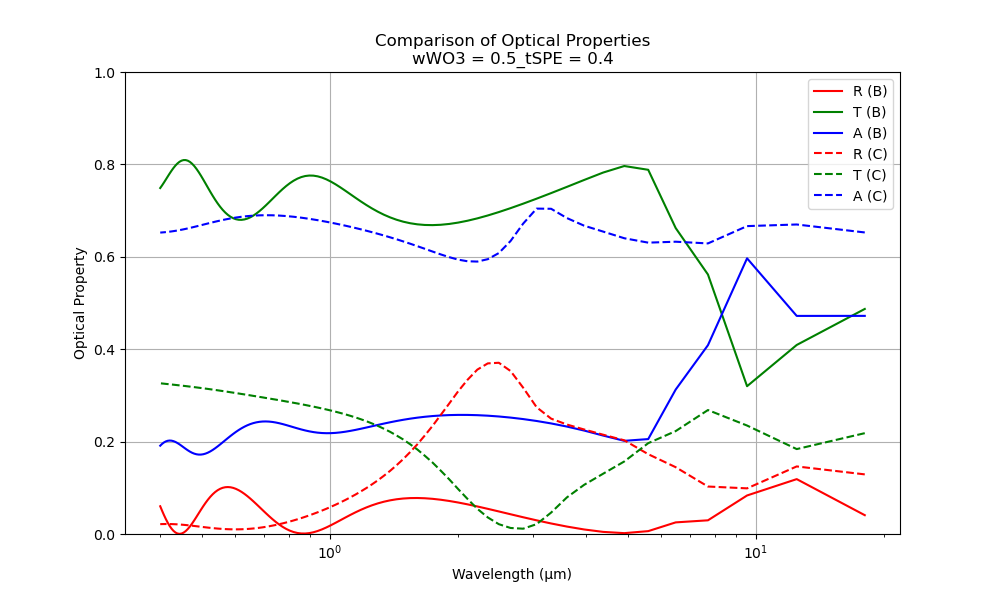 Comparison of Optical Properties
wWO3 = 0.5_tSPE = 0.4
1.0
0.8
0.6
0.4
0.2
0.0
Optical Property
10⁰
10¹
Wavelength (μm)
R (B)
T (B)
A (B)
R (C)
T (C)
A (C)